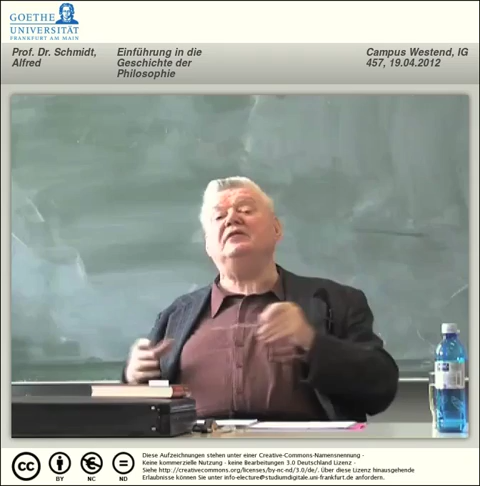 GOETHE
UNIVERSITÄT
FRANKFURT AM MAIN
Prof. Dr. Schmidt,
Alfred
Einführung in die
Geschichte der
Philosophie
Campus Westend, IG
457, 19.04.2012
cc
BY
NC
ND
Diese Aufzeichnungen stehen unter einer Creative-Commons-Namensnennung -
Keine kommerzielle Nutzung - keine Bearbeitungen 3.0 Deutschland Lizenz -
Siehe http://creativecommons.org/licenses/by-nc-nd/3.0/de/. Über diese Lizenz hinausgehende
Erlaubnisse können Sie unter info-electure@studiumdigitale.uni-frankfurt.de anfordern.